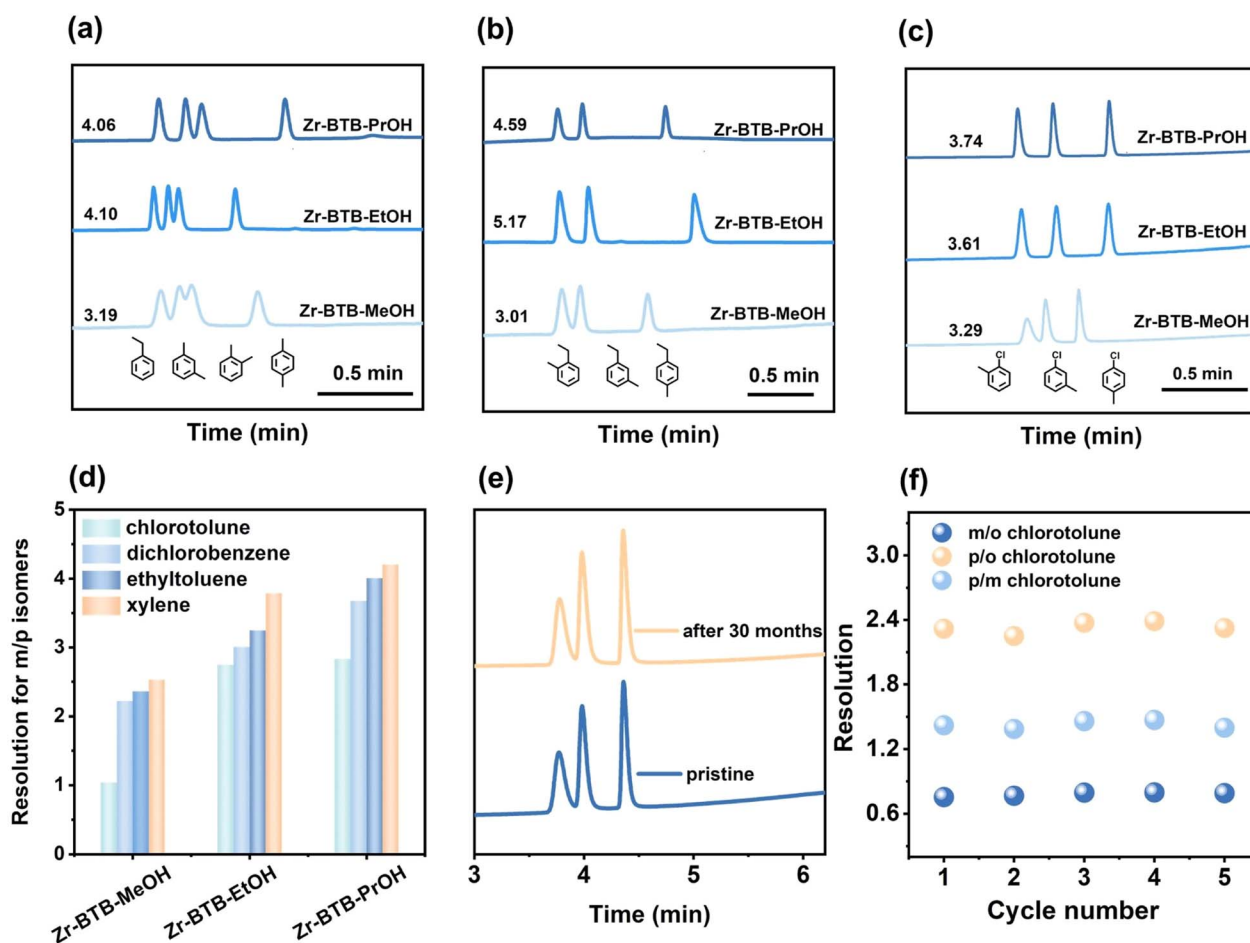 (a)
4.06
Zr-BTB-PrOH
4.10
Zr-BTB-EtOH
3.19
Zr-BTB-MeOH
0.5 min
Time (min)
(b)
4.59
Zr-BTB-PrOH
5.17
Zr-BTB-EtOH
3.01
Zr-BTB-MeOH
0.5 min
Time (min)
(c)
3.74
Zr-BTB-PrOH
3.61
Zr-BTB-EtOH
3.29
Zr-BTB-MeOH
Cl
Cl
Cl
0.5 min
Time (min)
(d)
Resolution for m/p isomers
5
4
3
2
1
0
chlorotolune
dichlorobenzene
ethyltoluene
xylene
Zr-BTB-MeOH
Zr-BTB-EtOH
Zr-BTB-PrOH
(e)
after 30 months
pristine
3 4 5 6
Time (min)
(f)
Resolution
3.0
2.4
1.8
1.2
0.6
m/o chlorotolune
p/o chlorotolune
p/m chlorotolune
1 2 3 4 5
Cycle number